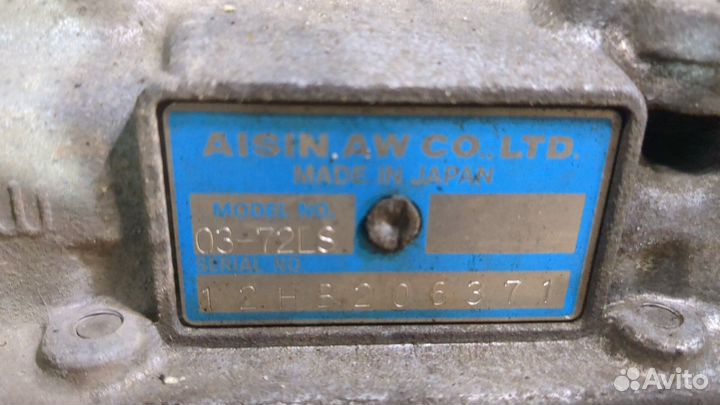 AISIN.AW CO.,LTD.
MADE IN JAPAN
MODEL NO.
03-72LS
SERIAL NO.
12HB206371
Avito